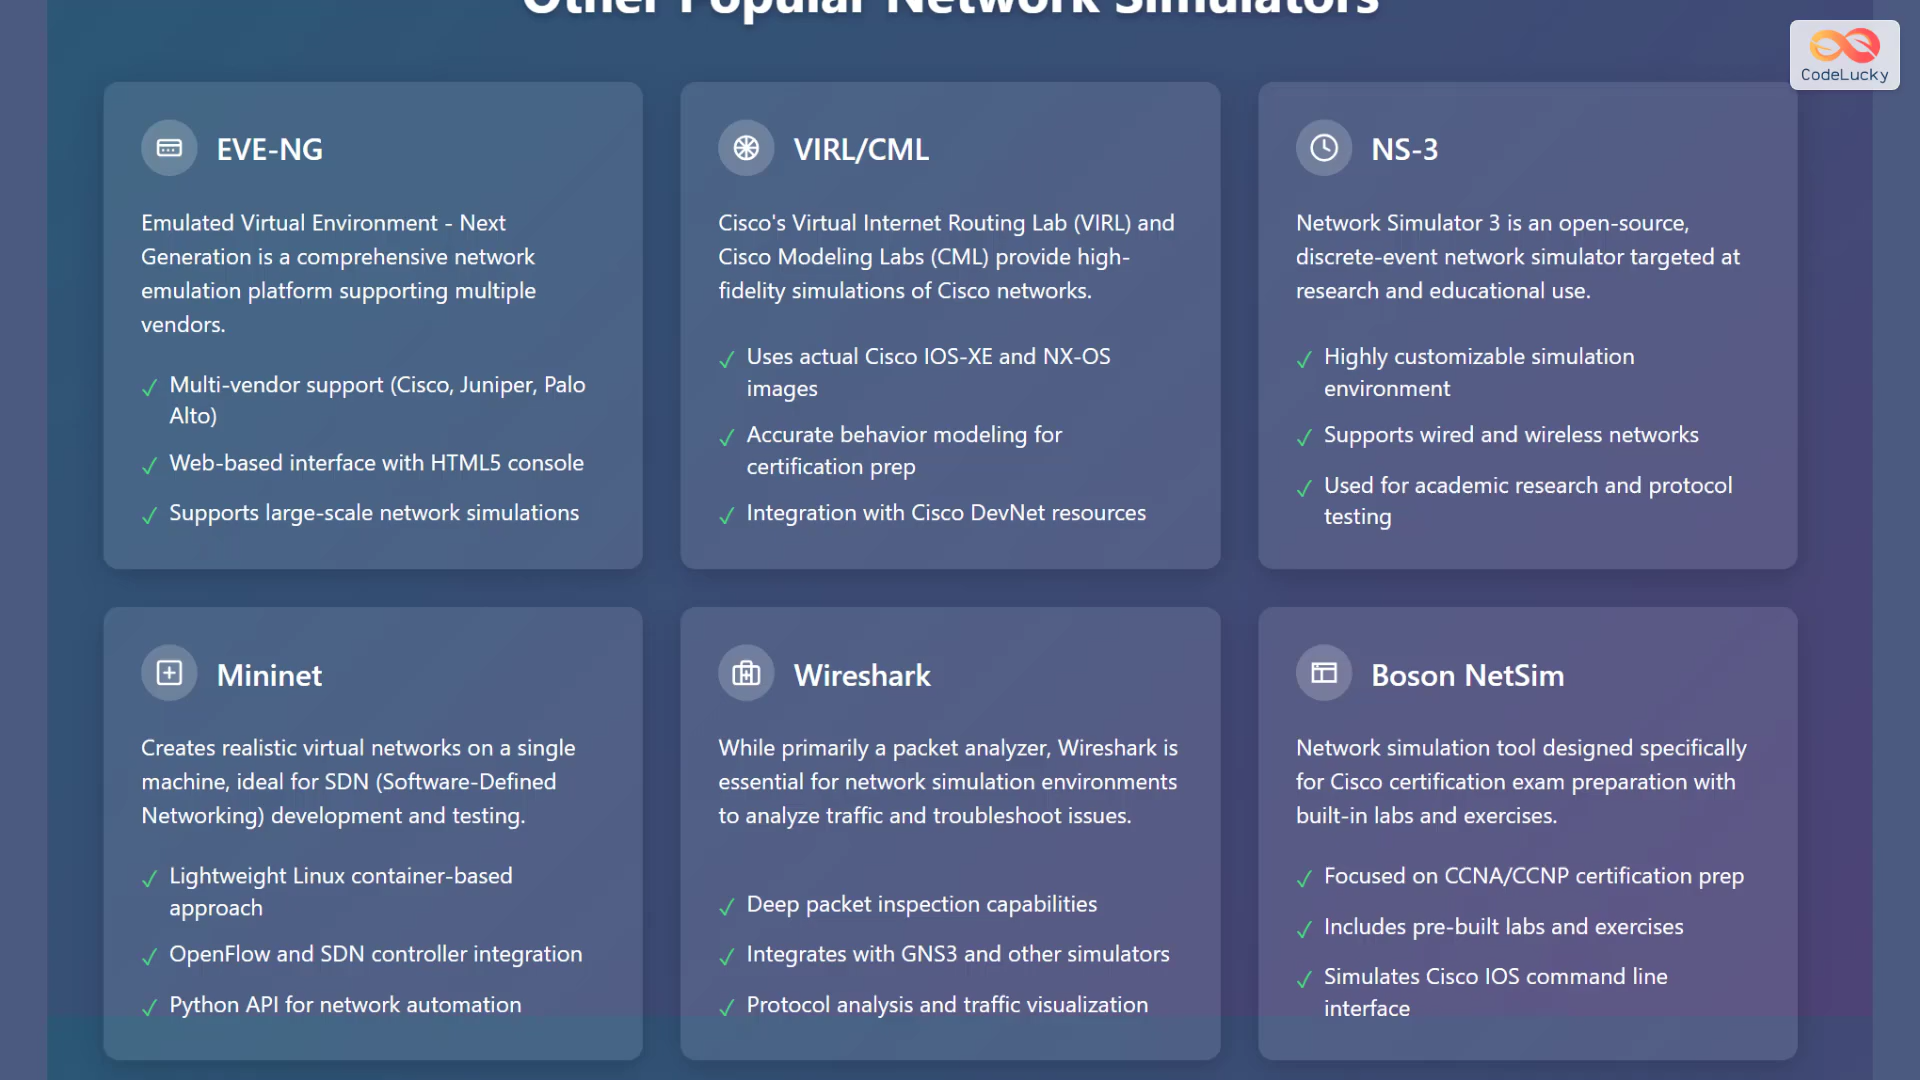 Other Popular Network Simulators
CodeLucky
EVE-NG
Emulated Virtual Environment - Next
Generation is a comprehensive network
emulation platform supporting multiple
vendors.
✓ Multi-vendor support (Cisco, Juniper, Palo
Alto)
✓ Web-based interface with HTML5 console
✓ Supports large-scale network simulations
VIRL/CML
Cisco's Virtual Internet Routing Lab (VIRL) and
Cisco Modeling Labs (CML) provide high-
fidelity simulations of Cisco networks.
✓ Uses actual Cisco IOS-XE and NX-OS
images
✓ Accurate behavior modeling for
certification prep
✓ Integration with Cisco DevNet resources
NS-3
Network Simulator 3 is an open-source,
discrete-event network simulator targeted at
research and educational use.
✓ Highly customizable simulation
environment
✓ Supports wired and wireless networks
✓ Used for academic research and protocol
testing
Mininet
Creates realistic virtual networks on a single
machine, ideal for SDN (Software-Defined
Networking) development and testing.
✓ Lightweight Linux container-based
approach
✓ OpenFlow and SDN controller integration
✓ Python API for network automation
Wireshark
While primarily a packet analyzer, Wireshark is
essential for network simulation environments
to analyze traffic and troubleshoot issues.
✓ Deep packet inspection capabilities
✓ Integrates with GNS3 and other simulators
✓ Protocol analysis and traffic visualization
Boson NetSim
Network simulation tool designed specifically
for Cisco certification exam preparation with
built-in labs and exercises.
✓ Focused on CCNA/CCNP certification prep
✓ Includes pre-built labs and exercises
✓ Simulates Cisco IOS command line
interface